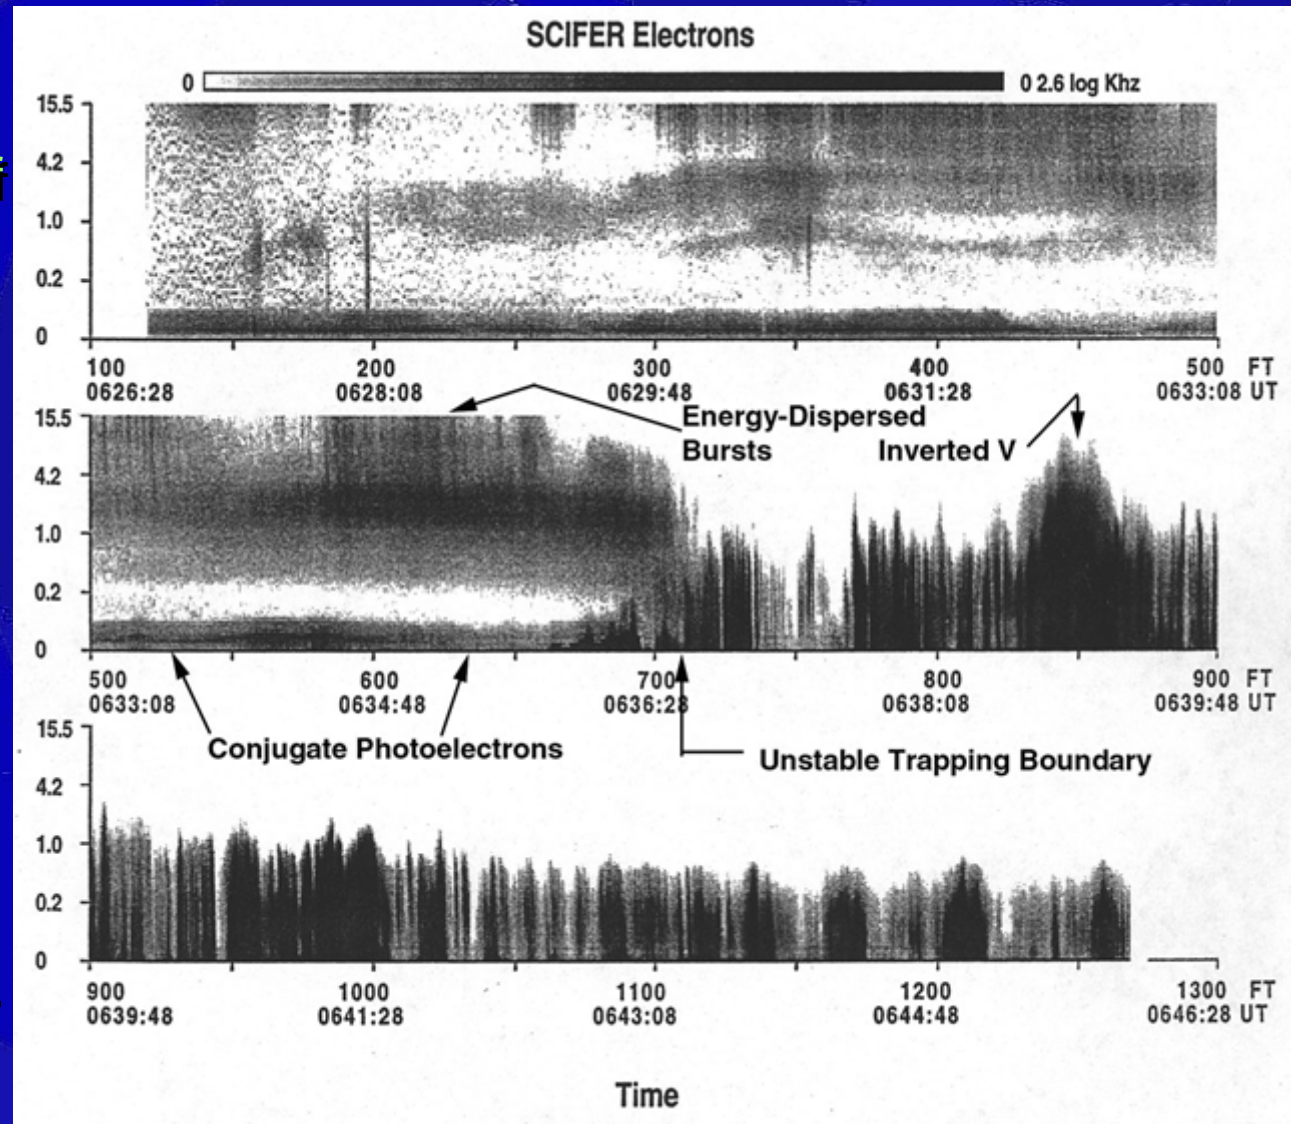 SCIFER Electrons
0 0 2.6 log Khz
15.5
4.2
1.0
0.2
0
100 200 300 400 500 FT
0626:28 0628:08 0629:48 0631:28 0633:08 UT
Energy-Dispersed
Bursts
Inverted V
15.5
4.2
1.0
0.2
0
500 600 700 800 900 FT
0633:08 0634:48 0636:28 0638:08 0639:48 UT
Conjugate Photoelectrons
Unstable Trapping Boundary
15.5
4.2
1.0
0.2
0
900 1000 1100 1200 1300 FT
0639:48 0641:28 0643:08 0644:48 0646:28 UT
Time